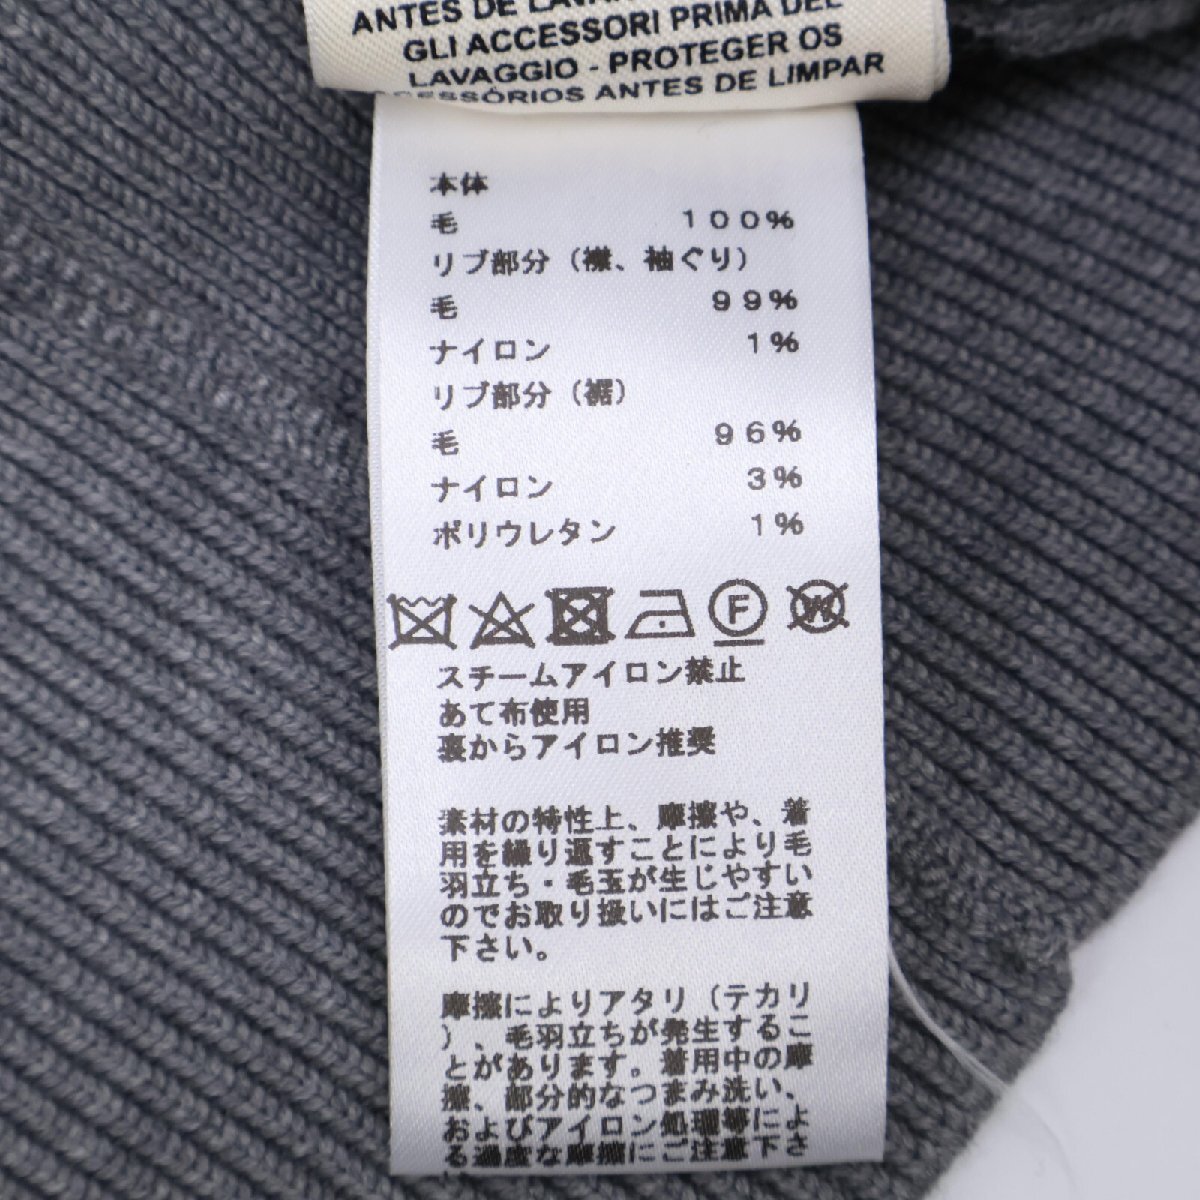 ANTES DE
GLI ACCESSORI PRIMA DEL
LAVAGGIO - PROTEGER OS
ACESSÓRIOS ANTES DE LIMPAR
本体
毛 100%
リブ部分（襟、袖ぐり）
毛 99%
ナイロン 1%
リブ部分（裾）
毛 96%
ナイロン 3%
ポリウレタン 1%
F W
スチームアイロン禁止
あて布使用
裏からアイロン推奨
素材の特性上、摩擦や、着
用を繰り返すことにより毛
羽立ち・毛玉が生じやすい
のでお取り扱いにはご注意
下さい。
摩擦によりアタリ（テカリ
）、毛羽立ちが発生するこ
とがあります。着用中の摩
擦、部分的なつまみ洗い、
およびアイロン処理等によ
る過度な摩擦にご注意下さ